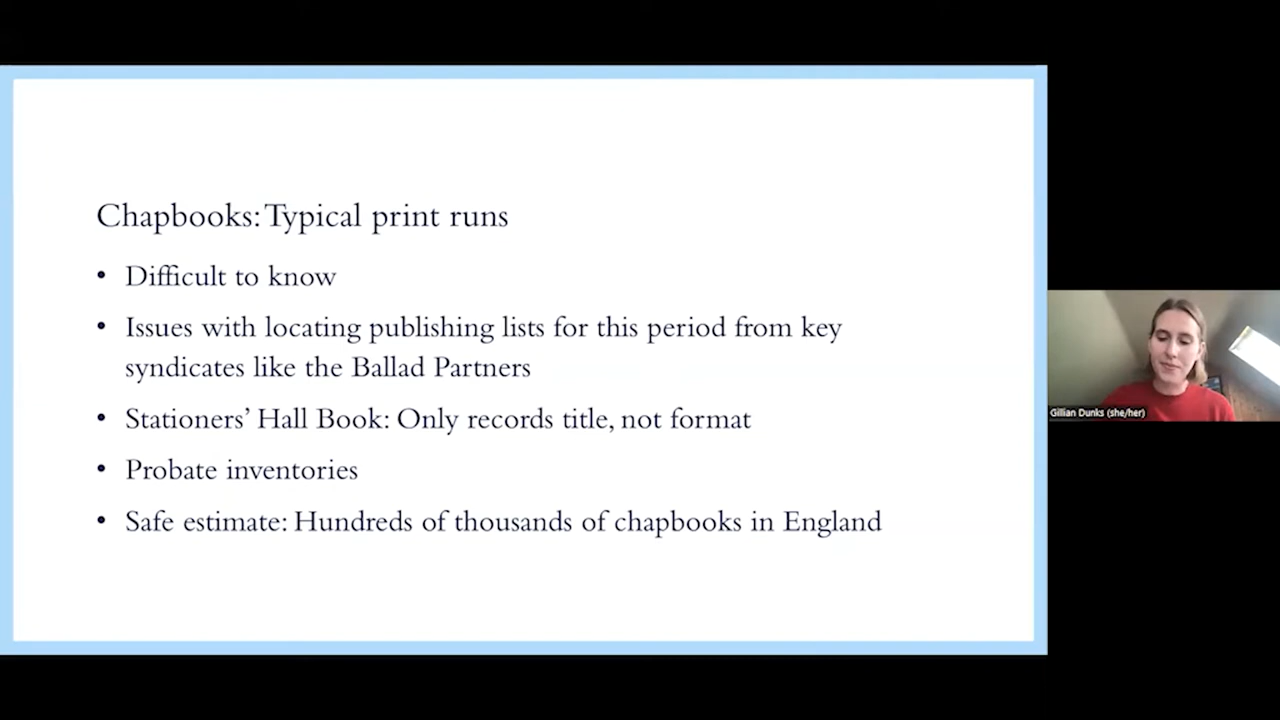 Chapbooks: Typical print runs
• Difficult to know
• Issues with locating publishing lists for this period from key
syndicates like the Ballad Partners
• Stationers’ Hall Book: Only records title, not format
• Probate inventories
• Safe estimate: Hundreds of thousands of chapbooks in England
Gillian Dunks (she/her)